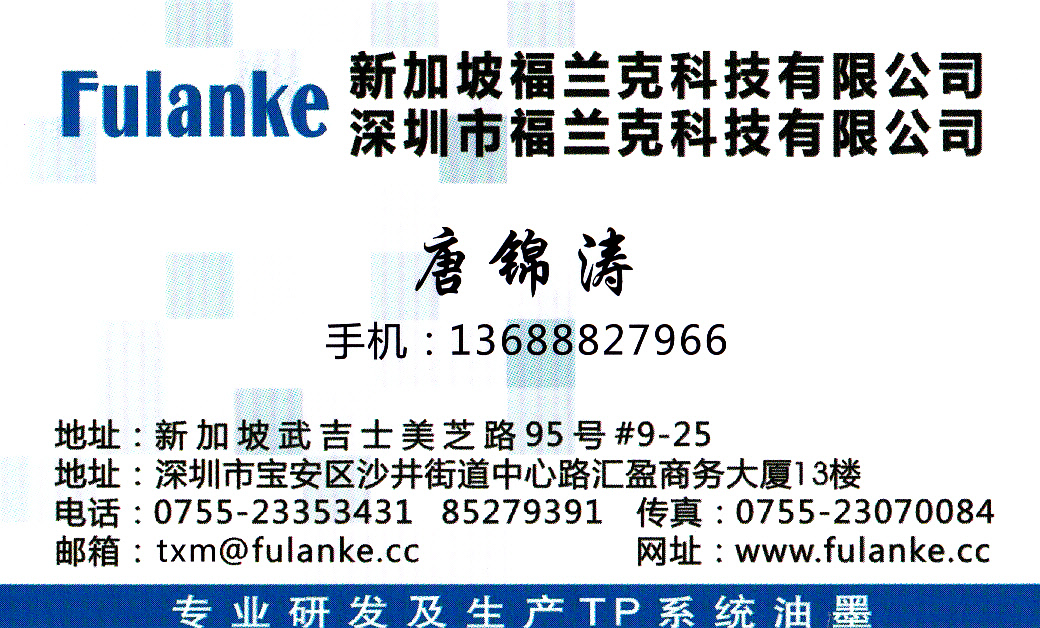 Fulanke
新加坡福兰克科技有限公司
深圳市福兰克科技有限公司
唐锦涛
手机：13688827966
地址：新加坡武吉士美芝路95号#9-25
地址：深圳市宝安区沙井街道中心路汇盈商务大厦13楼
电话：0755-23353431 85279391 传真：0755-23070084
邮箱：txm@fulanke.cc 网址：www.fulanke.cc
专业研发及生产TP系统油墨